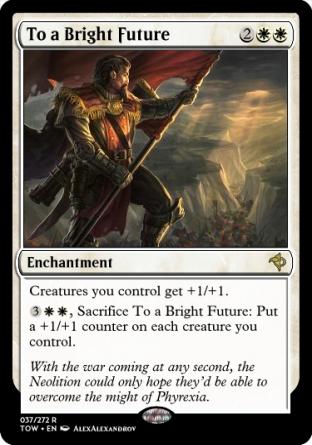 To a Bright Future 2
Enchantment
Creatures you control get +1/+1.
3, Sacrifice To a Bright Future: Put
a +1/+1 counter on each creature you
control.
With the war coming at any second, the
Neolition could only hope they'd be able to
overcome the might of Phyrexia.
037/272 R
TOW • EN AlexAlexandrov